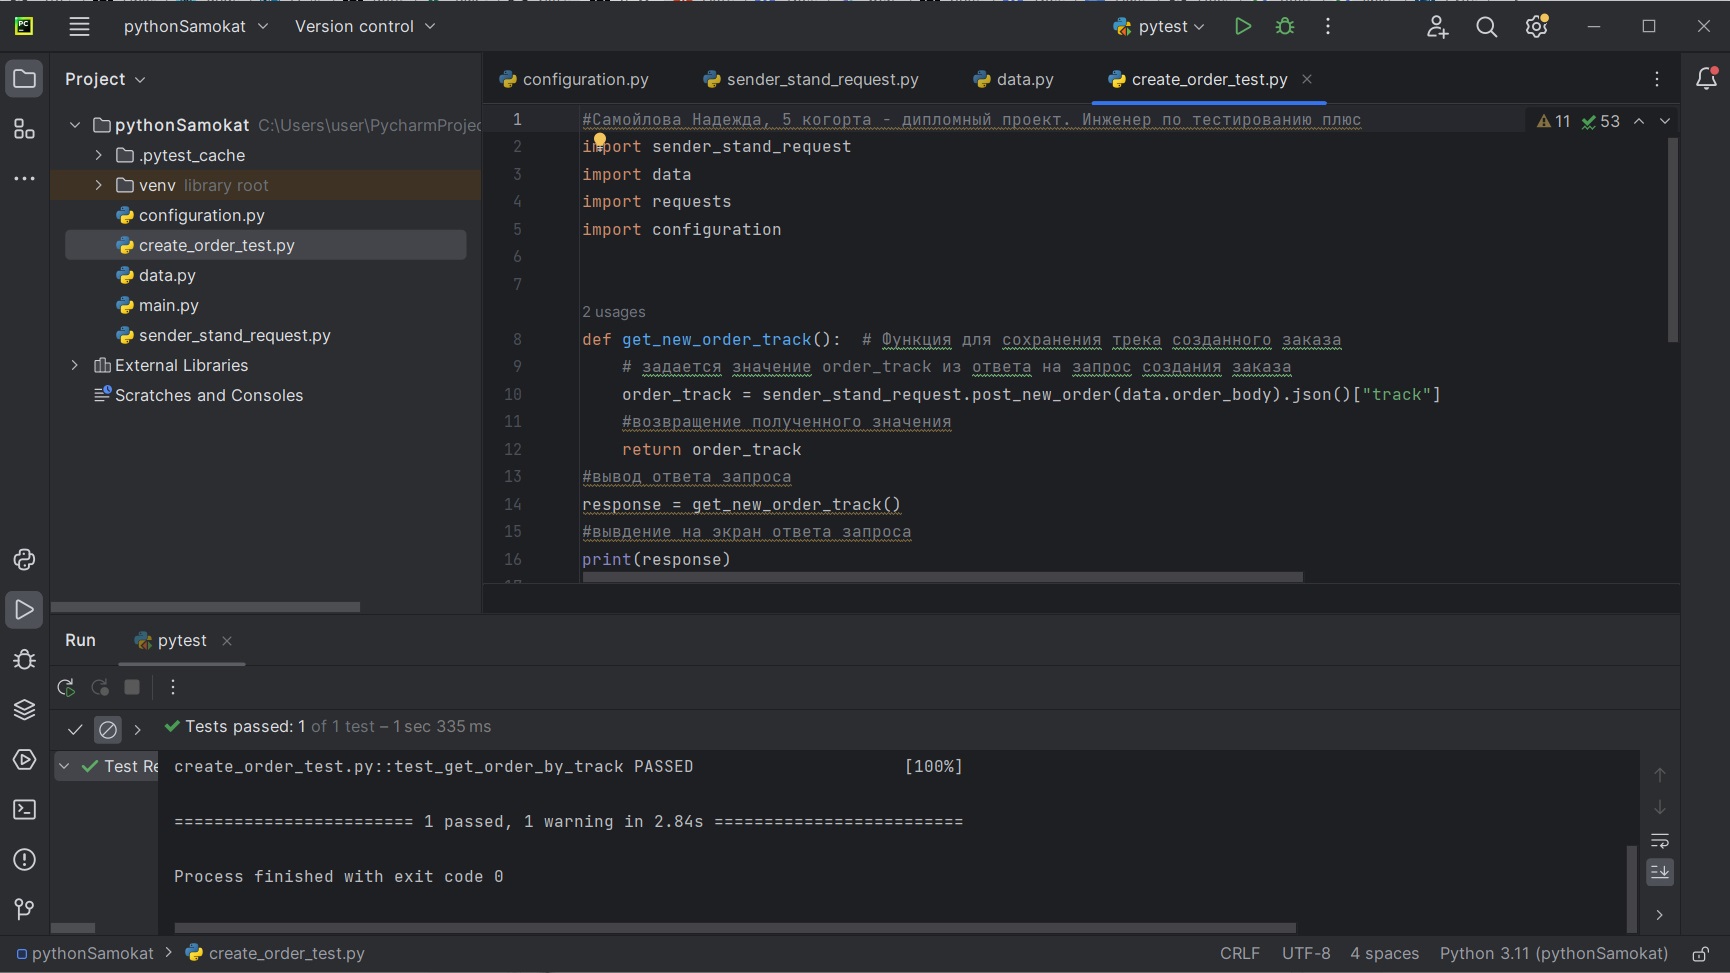 PC pythonSamokat Version control pytest
Project
configuration.py sender_stand_request.py data.py create_order_test.py
pythonSamokat C:\Users\user\PycharmProjec
.pytest_cache
venv library root
configuration.py
create_order_test.py
data.py
main.py
sender_stand_request.py
External Libraries
Scratches and Consoles
11 53
1 #Самойлова Надежда, 5 когорта - дипломный проект. Инженер по тестированию плюс
2 import sender_stand_request
3 import data
4 import requests
5 import configuration
6
7
2 usages
8 def get_new_order_track(): # Функция для сохранения трека созданного заказа
9 # задается значение order_track из ответа на запрос создания заказа
10 order_track = sender_stand_request.post_new_order(data.order_body).json()["track"]
11 #возвращение полученного значения
12 return order_track
13 #вывод ответа запроса
14 response = get_new_order_track()
15 #вывдение на экран ответа запроса
16 print(response)
Run pytest
Tests passed: 1 of 1 test – 1 sec 335 ms
Test Re
create_order_test.py::test_get_order_by_track PASSED [100%]
======================== 1 passed, 1 warning in 2.84s =========================
Process finished with exit code 0
pythonSamokat > create_order_test.py CRLF UTF-8 4 spaces Python 3.11 (pythonSamokat)